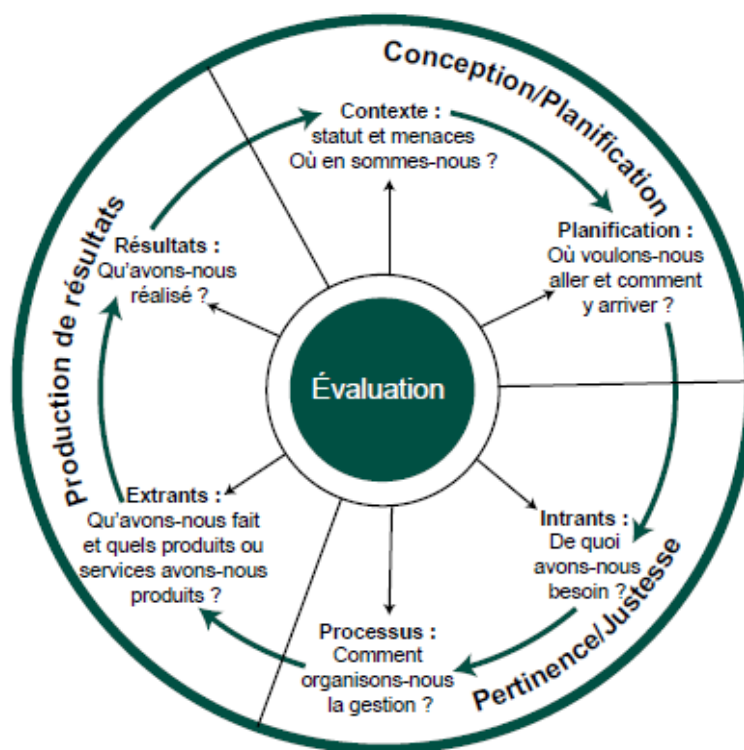 Conception/Planification
Contexte :
statut et menaces
Où en sommes-nous ?
Planification :
Où voulons-nous
aller et comment
y arriver ?
Pertinence/Justesse
Intrants :
De quoi
avons-nous
besoin ?
Processus :
Comment
organisons-nous
la gestion ?
Production de résultats
Extrants :
Qu'avons-nous fait
et quels produits ou
services avons-nous
produits ?
Résultats :
Qu'avons-nous
réalisé ?
Évaluation